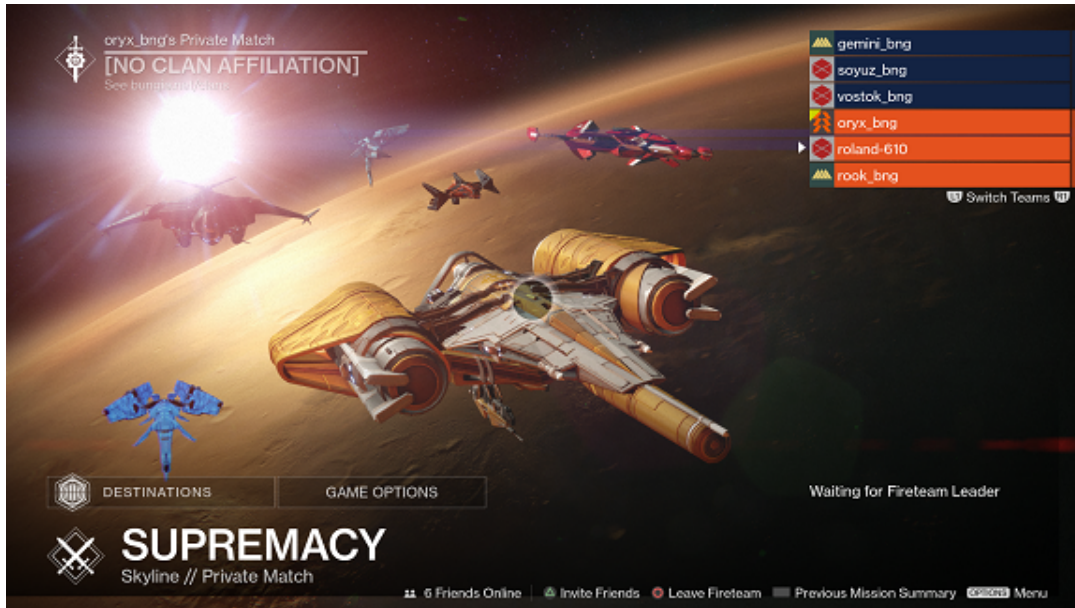 oryx_bng's Private Match
[NO CLAN AFFILIATION]
gemini_bng
soyuz_bng
vostok_bng
oryx_bng
roland-610
rook_bng
Switch Teams
DESTINATIONS
GAME OPTIONS
Waiting for Fireteam Leader
SUPREMACY
Skyline // Private Match
6 Friends Online
Invite Friends
Leave Fireteam
Previous Mission Summary
OPTIONS Menu